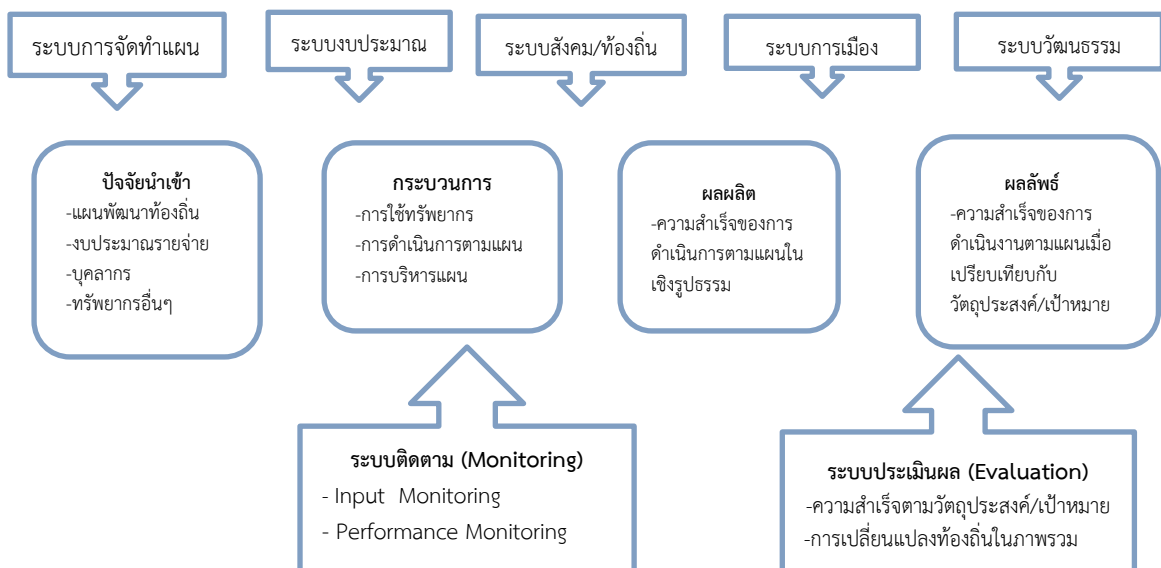 ระบบการจัดทำแผน
ระบบงบประมาณ
ระบบสังคม/ท้องถิ่น
ระบบการเมือง
ระบบวัฒนธรรม
ปัจจัยนำเข้า
-แผนพัฒนาท้องถิ่น
-งบประมาณรายจ่าย
-บุคลากร
-ทรัพยากรอื่นๆ
กระบวนการ
-การใช้ทรัพยากร
-การดำเนินการตามแผน
-การบริหารแผน
ผลผลิต
-ความสำเร็จของการ
ดำเนินการตามแผนใน
เชิงรูปธรรม
ผลลัพธ์
-ความสำเร็จของการ
ดำเนินงานตามแผนเมื่อ
เปรียบเทียบกับ
วัตถุประสงค์/เป้าหมาย
ระบบติดตาม (Monitoring)
- Input Monitoring
- Performance Monitoring
ระบบประเมินผล (Evaluation)
-ความสำเร็จตามวัตถุประสงค์/เป้าหมาย
-การเปลี่ยนแปลงท้องถิ่นในภาพรวม